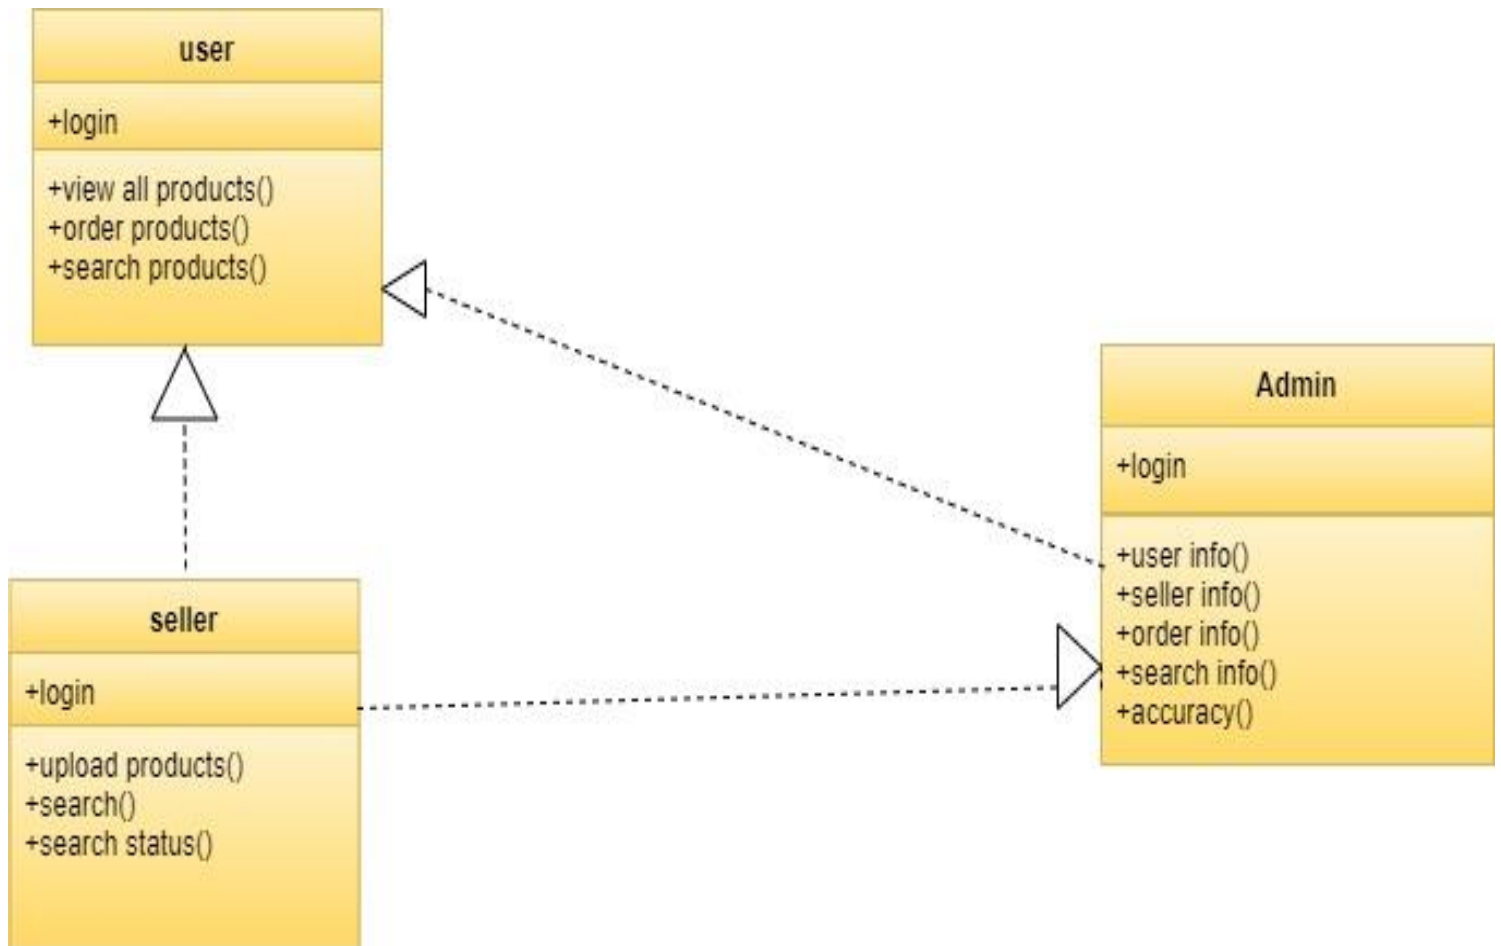 user
+login
+view all products()
+order products()
+search products()
Admin
+login
+user info()
+seller info()
+order info()
+search info()
+accuracy()
seller
+login
+upload products()
+search()
+search status()